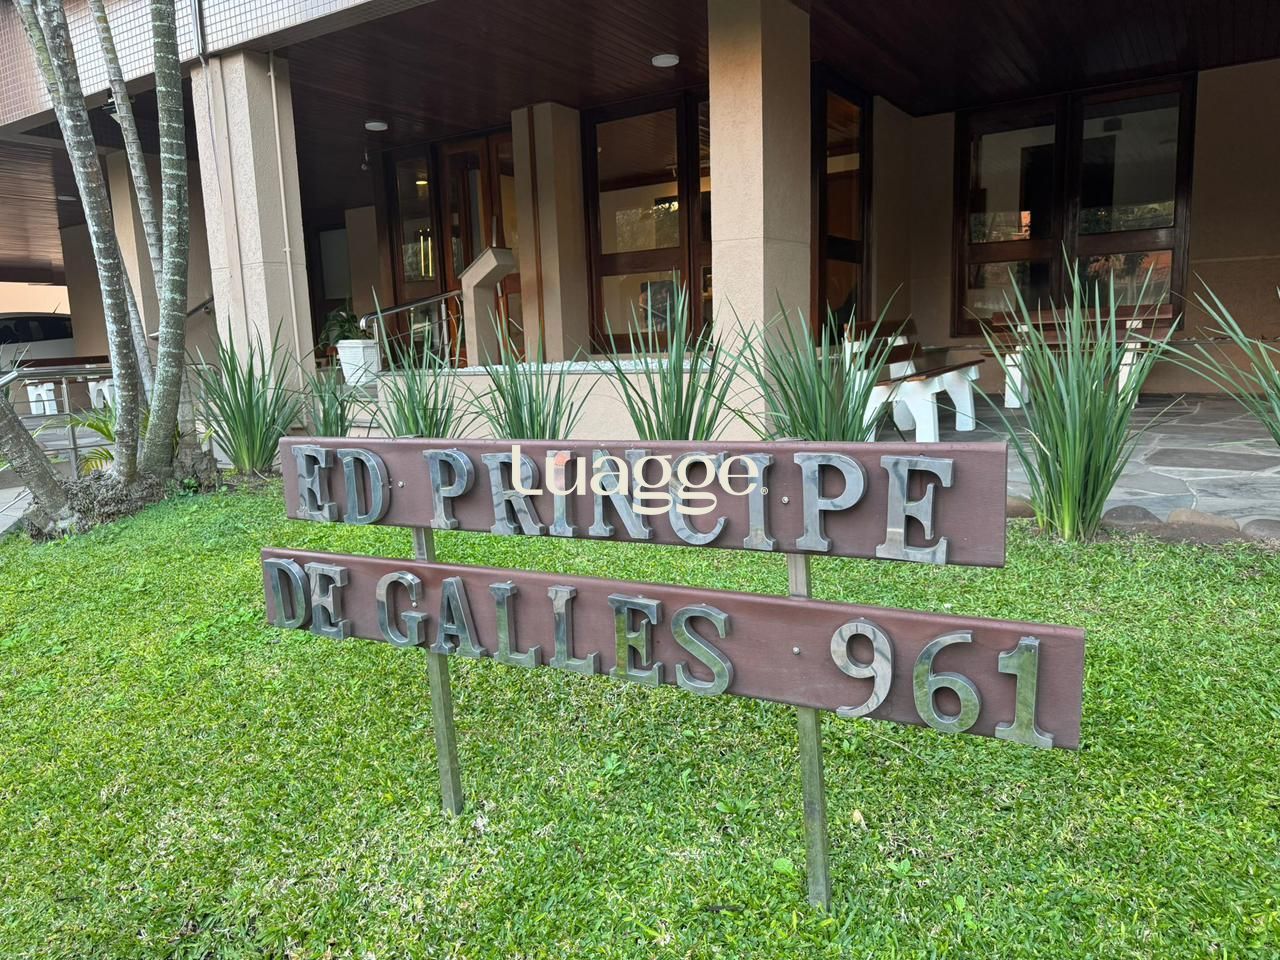 ED PRINCIPE
Luagge®
DE GALLES 961